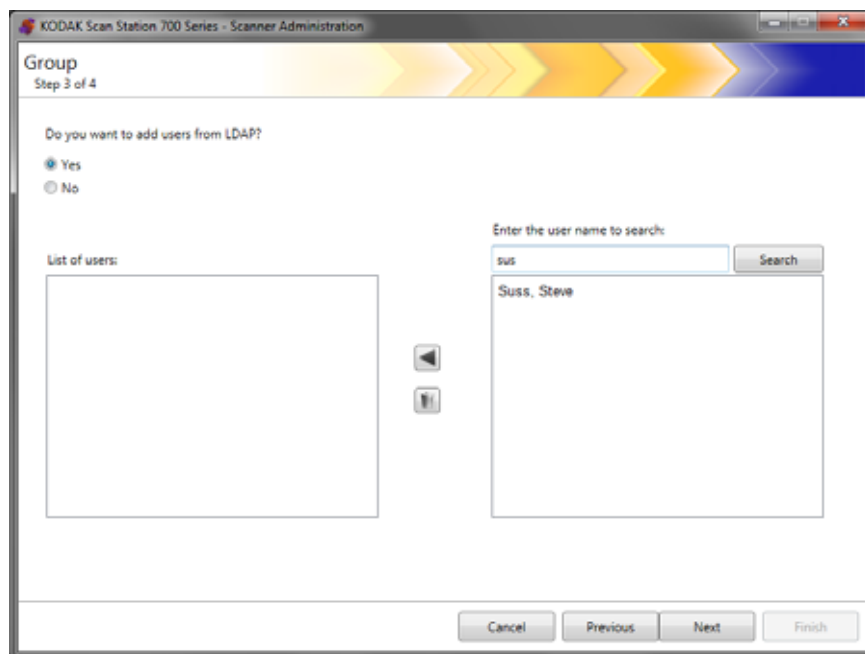 KODAK Scan Station 700 Series - Scanner Administration
Group
Step 3 of 4
Do you want to add users from LDAP?
Yes
No
Enter the user name to search:
List of users:
sus
Search
Suss, Steve
Cancel
Previous
Next
Finish